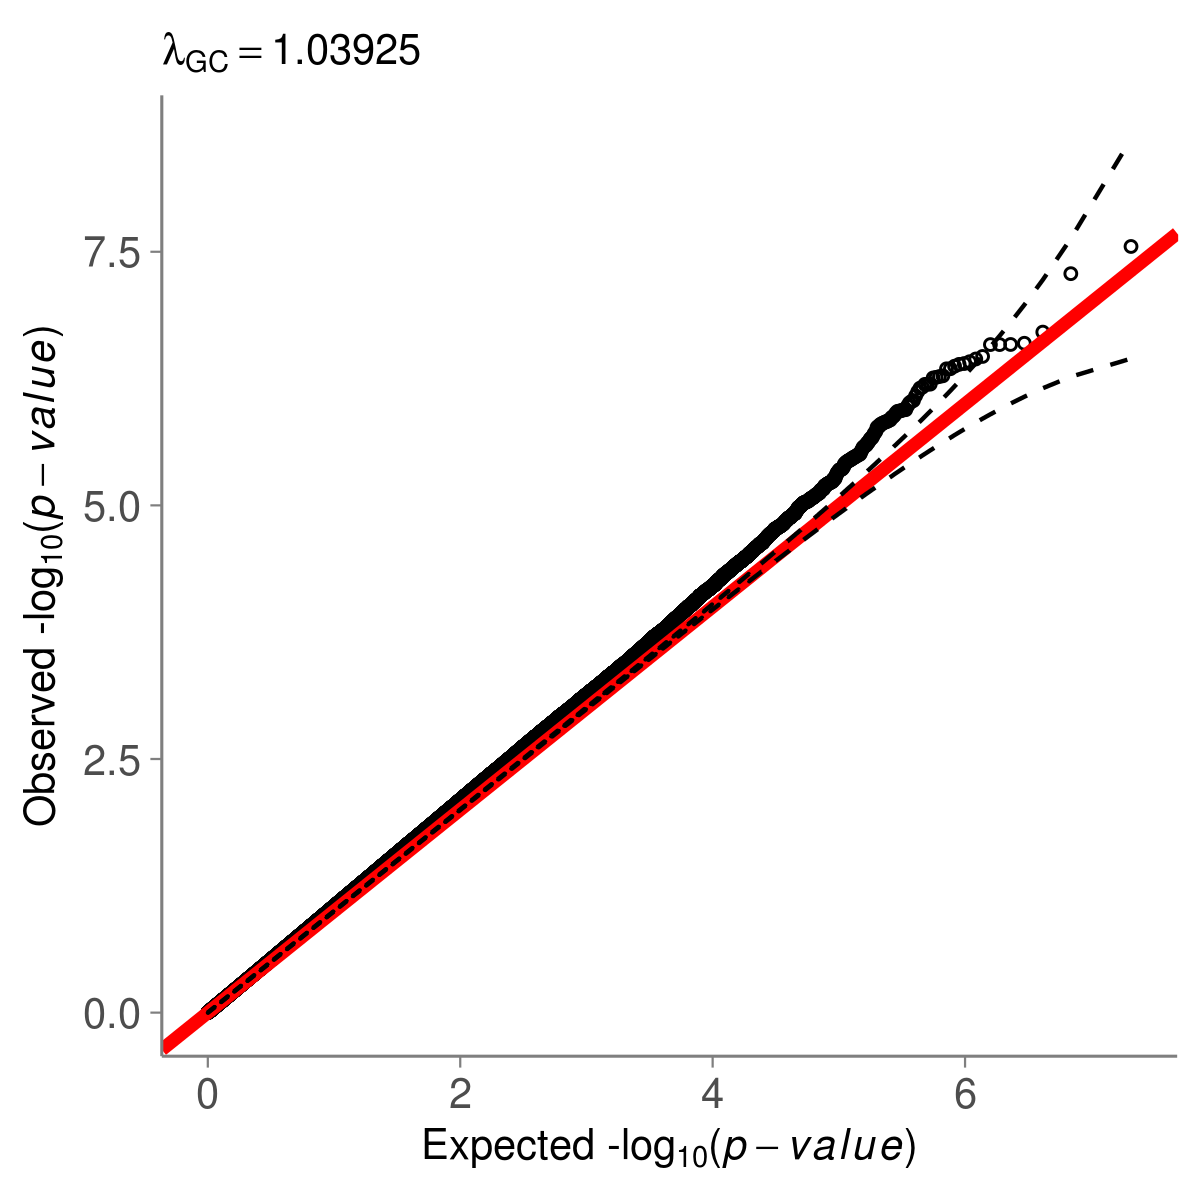 λGC = 1.03925
7.5
5.0
2.5
0.0
Observed -log10(p − value)
0 2 4 6
Expected -log10(p − value)